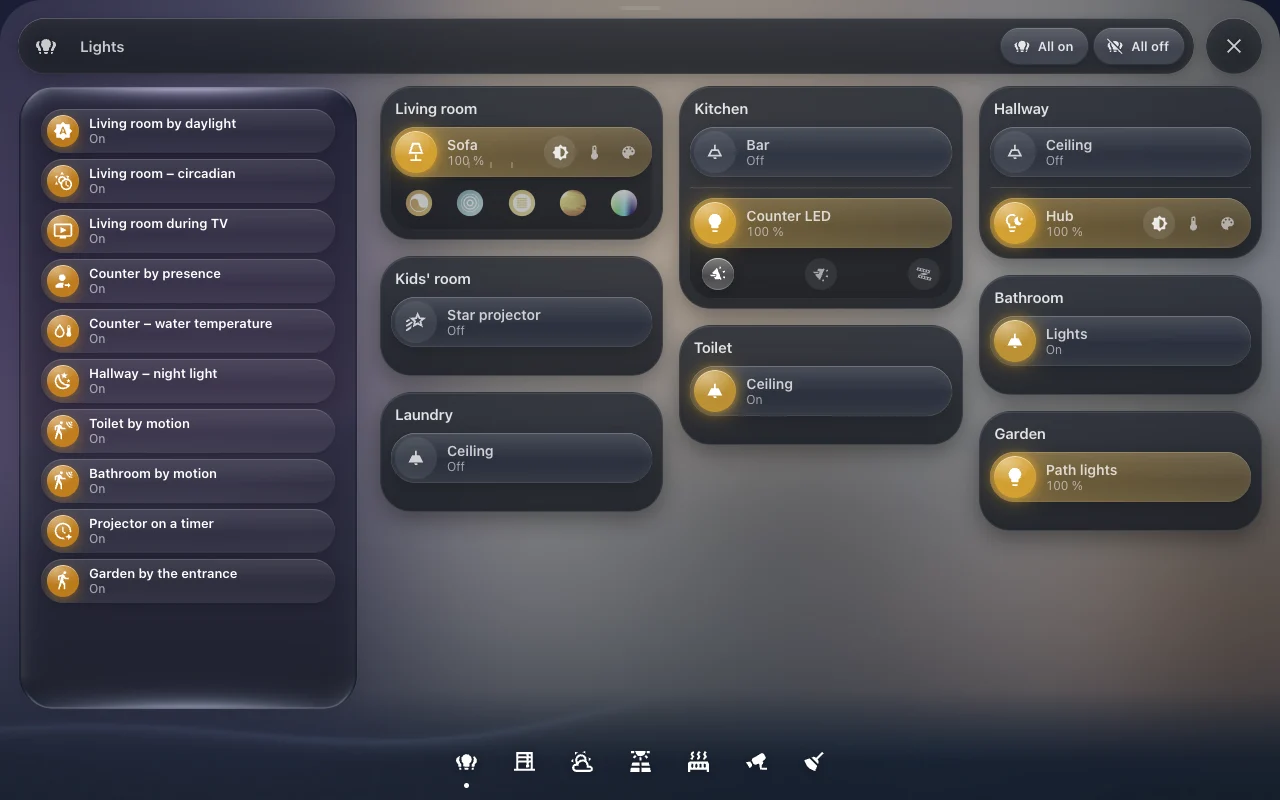 Lights
All on
All off
Living room by daylight
On
Living room – circadian
On
Living room during TV
On
Counter by presence
On
Counter – water temperature
On
Hallway – night light
On
Toilet by motion
On
Bathroom by motion
On
Projector on a timer
On
Garden by the entrance
On
Living room
Sofa
100 %
Kids' room
Star projector
Off
Laundry
Ceiling
Off
Kitchen
Bar
Off
Counter LED
100 %
Toilet
Ceiling
On
Hallway
Ceiling
Off
Hub
100 %
Bathroom
Lights
On
Garden
Path lights
100 %